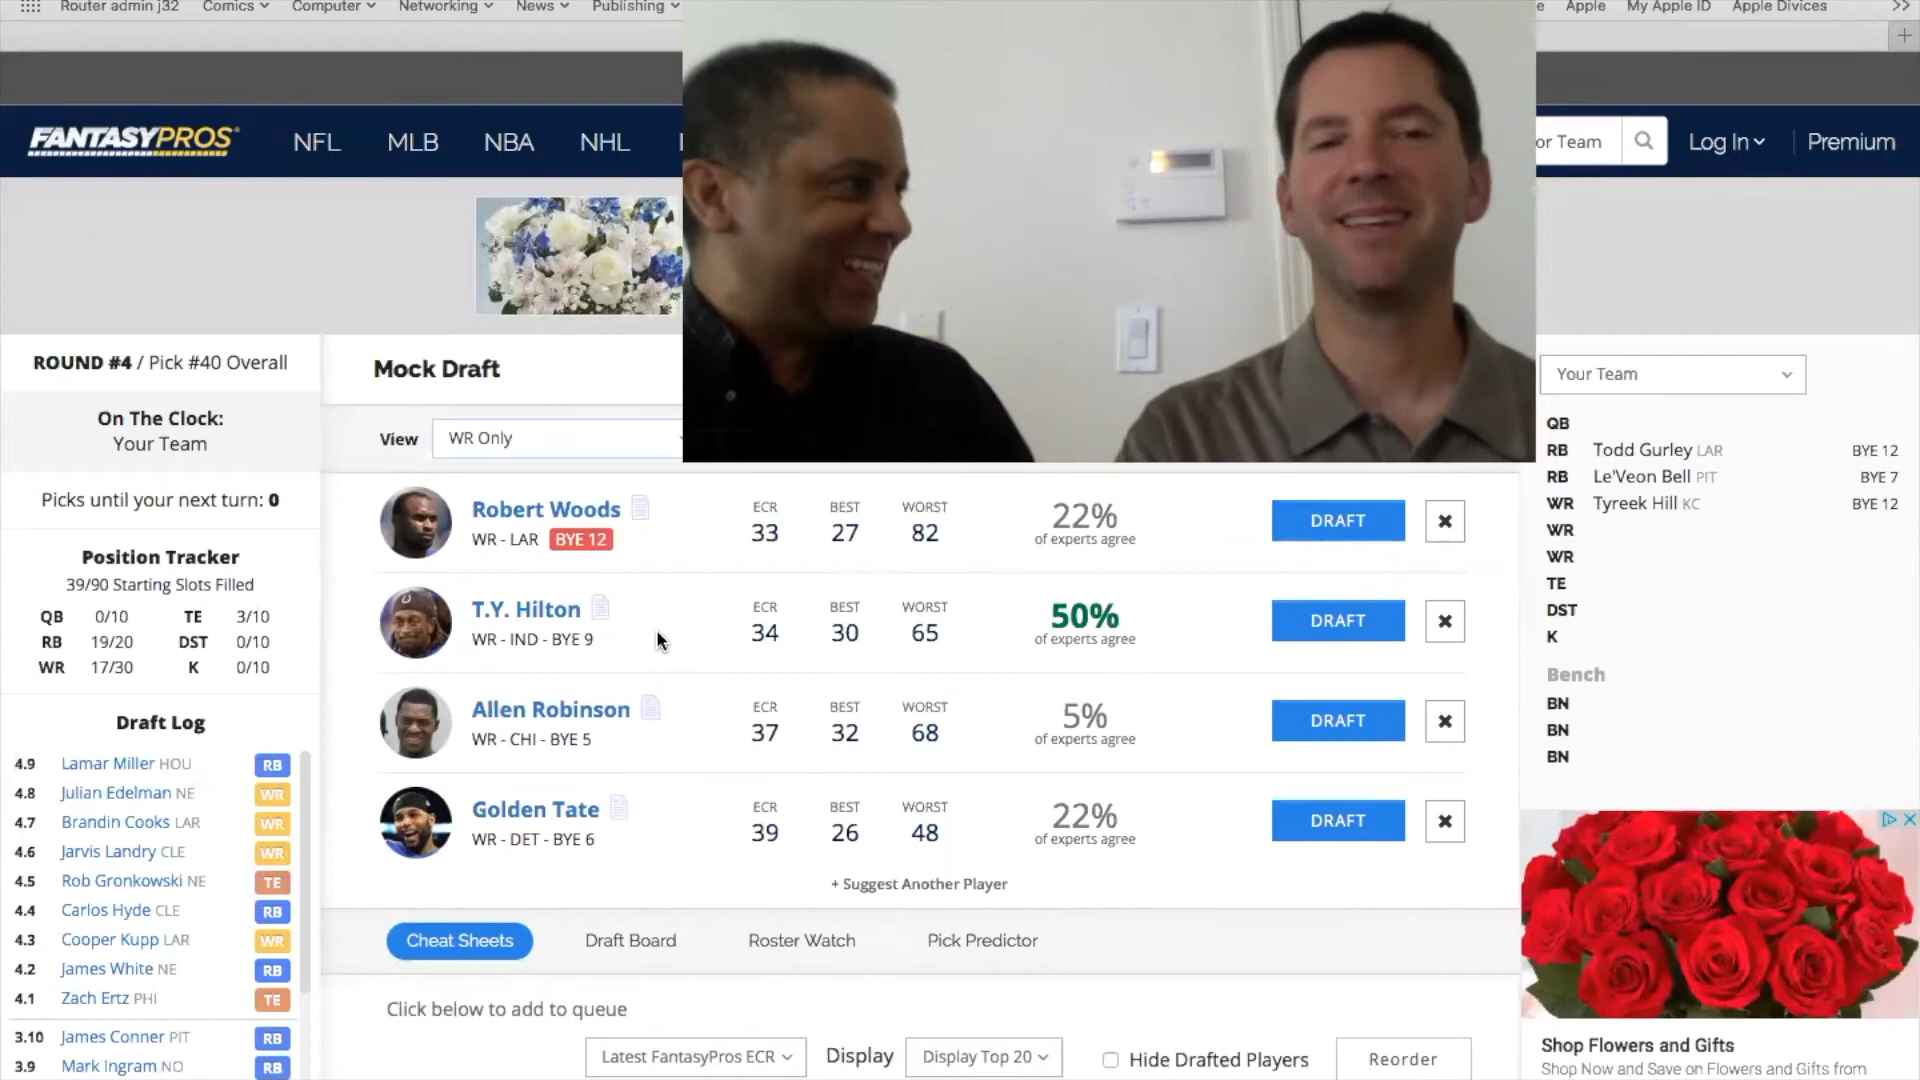 Router admin j32 Comics Computer Networking News Publishing
e Apple My Apple ID Apple Divices
FANTASYPROS NFL MLB NBA NHL
or Team Log In Premium
ROUND #4 / Pick #40 Overall
On The Clock:
Your Team
Picks until your next turn: 0
Position Tracker
39/90 Starting Slots Filled
QB 0/10 TE 3/10
RB 19/20 DST 0/10
WR 17/30 K 0/10
Draft Log
4.9 Lamar Miller HOU RB
4.8 Julian Edelman NE WR
4.7 Brandin Cooks LAR WR
4.6 Jarvis Landry CLE WR
4.5 Rob Gronkowski NE TE
4.4 Carlos Hyde CLE RB
4.3 Cooper Kupp LAR WR
4.2 James White NE RB
4.1 Zach Ertz PHI TE
3.10 James Conner PIT RB
3.9 Mark Ingram NO RB
Mock Draft
View WR Only
Robert Woods
WR - LAR BYE 12
ECR BEST WORST
33 27 82
22%
of experts agree
DRAFT
T.Y. Hilton
WR - IND - BYE 9
ECR BEST WORST
34 30 65
50%
of experts agree
DRAFT
Allen Robinson
WR - CHI - BYE 5
ECR BEST WORST
37 32 68
5%
of experts agree
DRAFT
Golden Tate
WR - DET - BYE 6
ECR BEST WORST
39 26 48
22%
of experts agree
DRAFT
+ Suggest Another Player
Cheat Sheets Draft Board Roster Watch Pick Predictor
Click below to add to queue
Latest FantasyPros ECR Display Display Top 20 Hide Drafted Players Reorder
Your Team
QB
RB Todd Gurley LAR BYE 12
RB Le'Veon Bell PIT BYE 7
WR Tyreek Hill KC BYE 12
WR
WR
TE
DST
K
Bench
BN
BN
BN
Shop Flowers and Gifts
Shop Now and Save on Flowers and Gifts from